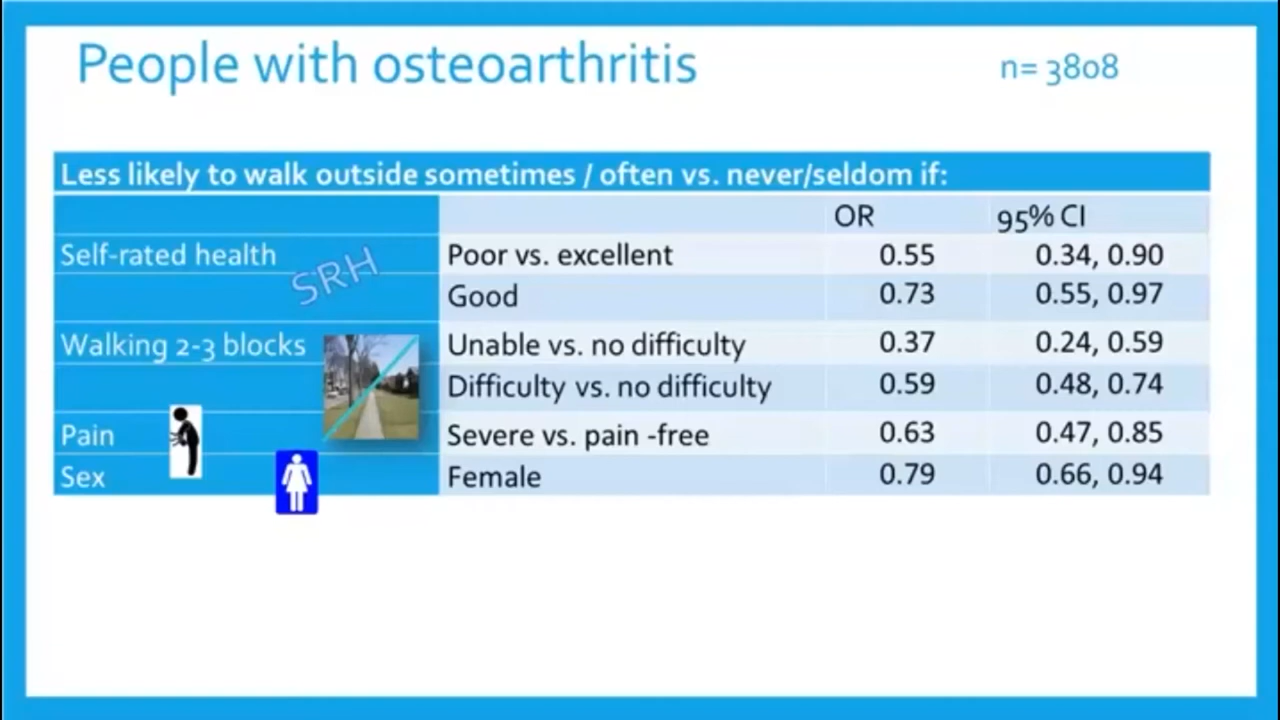 People with osteoarthritis
n= 3808
Less likely to walk outside sometimes / often vs. never/seldom if:
OR 95% CI
Self-rated health SRH Poor vs. excellent 0.55 0.34, 0.90
Good 0.73 0.55, 0.97
Walking 2-3 blocks Unable vs. no difficulty 0.37 0.24, 0.59
Difficulty vs. no difficulty 0.59 0.48, 0.74
Pain Severe vs. pain -free 0.63 0.47, 0.85
Sex Female 0.79 0.66, 0.94